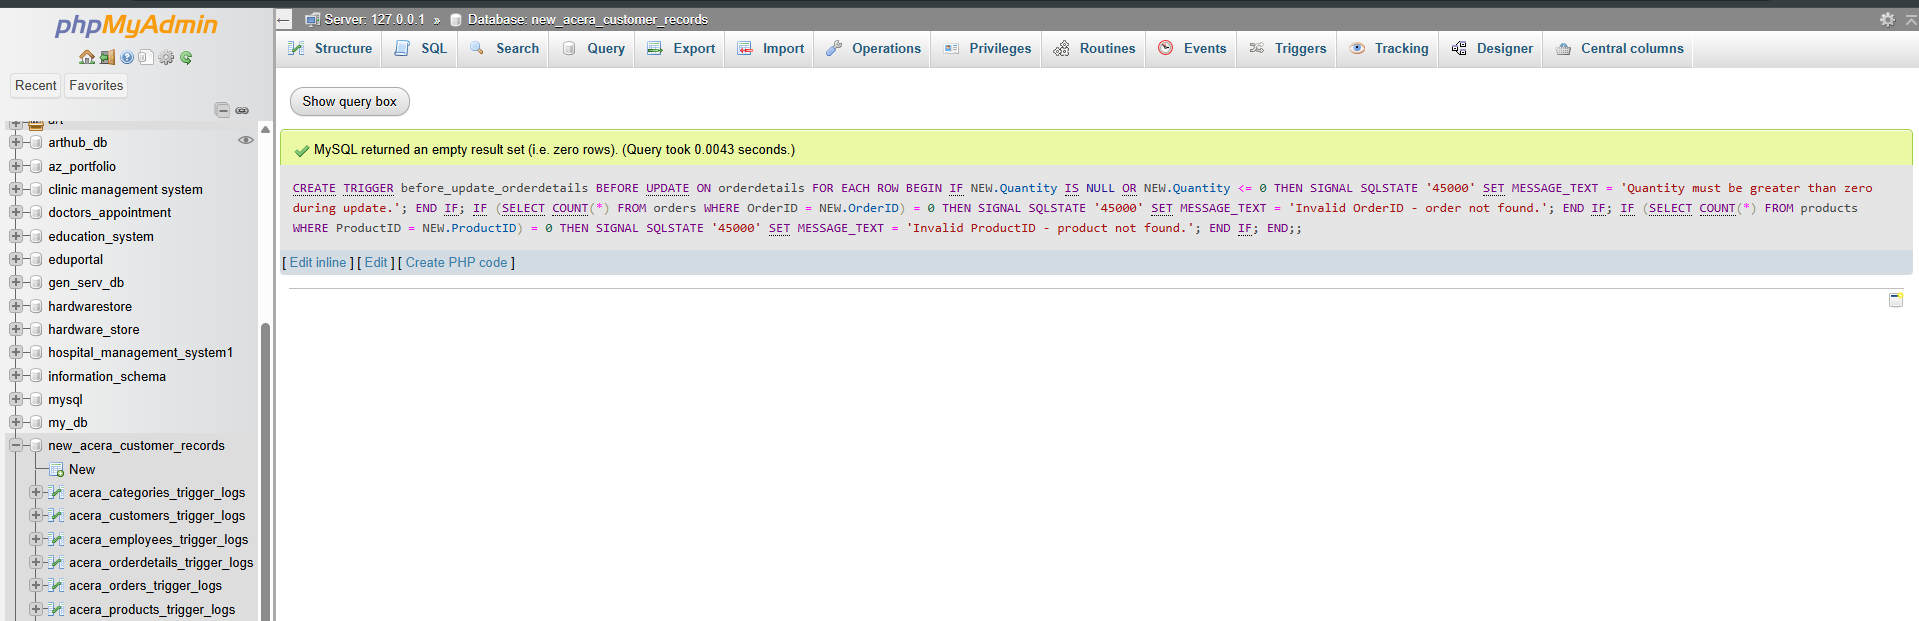 phpMyAdmin
Recent
Favorites
arthub_db
az_portfolio
clinic management system
doctors_appointment
education_system
eduportal
gen_serv_db
hardwarestore
hardware_store
hospital_management_system1
information_schema
mysql
my_db
new_acera_customer_records
New
acera_categories_trigger_logs
acera_customers_trigger_logs
acera_employees_trigger_logs
acera_orderdetails_trigger_logs
acera_orders_trigger_logs
acera_products_trigger_logs
Server: 127.0.0.1 » Database: new_acera_customer_records
Structure SQL Search Query Export Import Operations Privileges Routines Events Triggers Tracking Designer Central columns
Show query box
MySQL returned an empty result set (i.e. zero rows). (Query took 0.0043 seconds.)
CREATE TRIGGER before_update_orderdetails BEFORE UPDATE ON orderdetails FOR EACH ROW BEGIN IF NEW.Quantity IS NULL OR NEW.Quantity <= 0 THEN SIGNAL SQLSTATE '45000' SET MESSAGE_TEXT = 'Quantity must be greater than zero
during update.'; END IF; IF (SELECT COUNT(*) FROM orders WHERE OrderID = NEW.OrderID) = 0 THEN SIGNAL SQLSTATE '45000' SET MESSAGE_TEXT = 'Invalid OrderID - order not found.'; END IF; IF (SELECT COUNT(*) FROM products
WHERE ProductID = NEW.ProductID) = 0 THEN SIGNAL SQLSTATE '45000' SET MESSAGE_TEXT = 'Invalid ProductID - product not found.'; END IF; END;;
[ Edit inline ] [ Edit ] [ Create PHP code ]